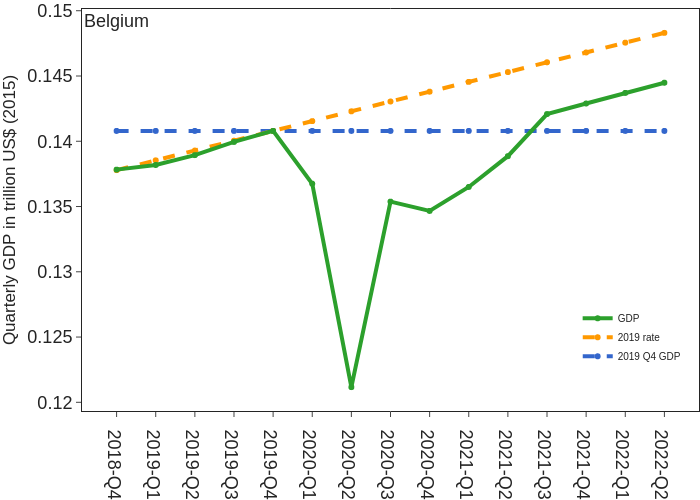 Belgium
Quarterly GDP in trillion US$ (2015)
0.15
0.145
0.14
0.135
0.13
0.125
0.12
GDP
2019 rate
2019 Q4 GDP
2018-Q4
2019-Q1
2019-Q2
2019-Q3
2019-Q4
2020-Q1
2020-Q2
2020-Q3
2020-Q4
2021-Q1
2021-Q2
2021-Q3
2021-Q4
2022-Q1
2022-Q2